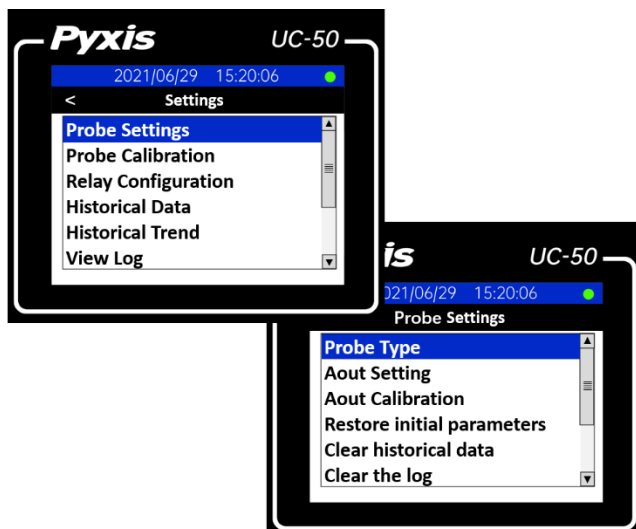 Pyxis UC-50
2021/06/29 15:20:06
< Settings
Probe Settings
Probe Calibration
Relay Configuration
Historical Data
Historical Trend
View Log
is UC-50
021/06/29 15:20:06
Probe Settings
Probe Type
Aout Setting
Aout Calibration
Restore initial parameters
Clear historical data
Clear the log